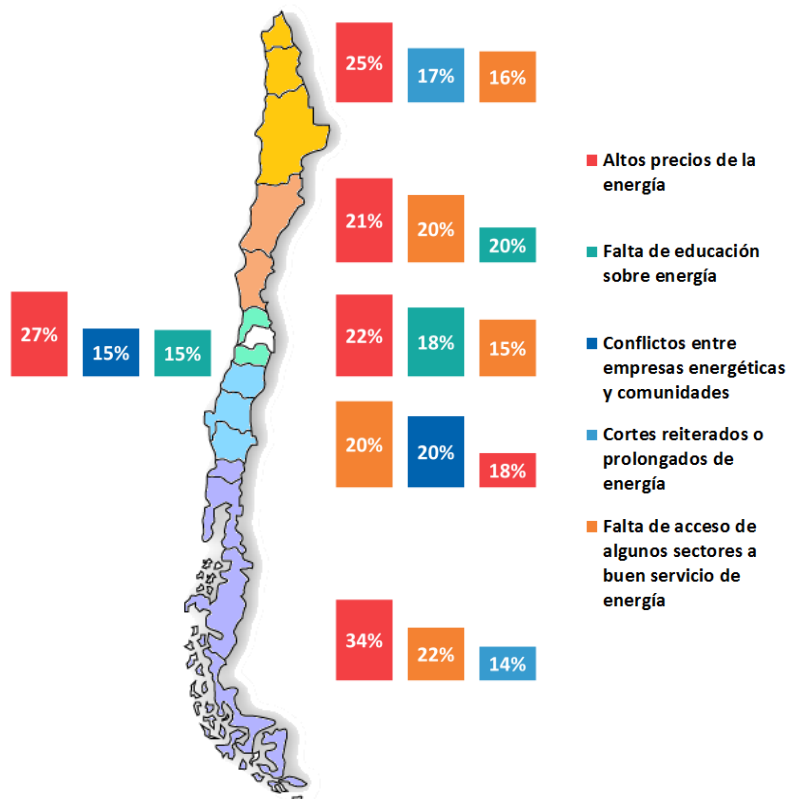 25% 17% 16%
21% 20% 20%
27% 15% 15%
22% 18% 15%
20% 20% 18%
34% 22% 14%
Altos precios de la
energía
Falta de educación
sobre energía
Conflictos entre
empresas energéticas
y comunidades
Cortes reiterados o
prolongados de
energía
Falta de acceso de
algunos sectores a
buen servicio de
energía